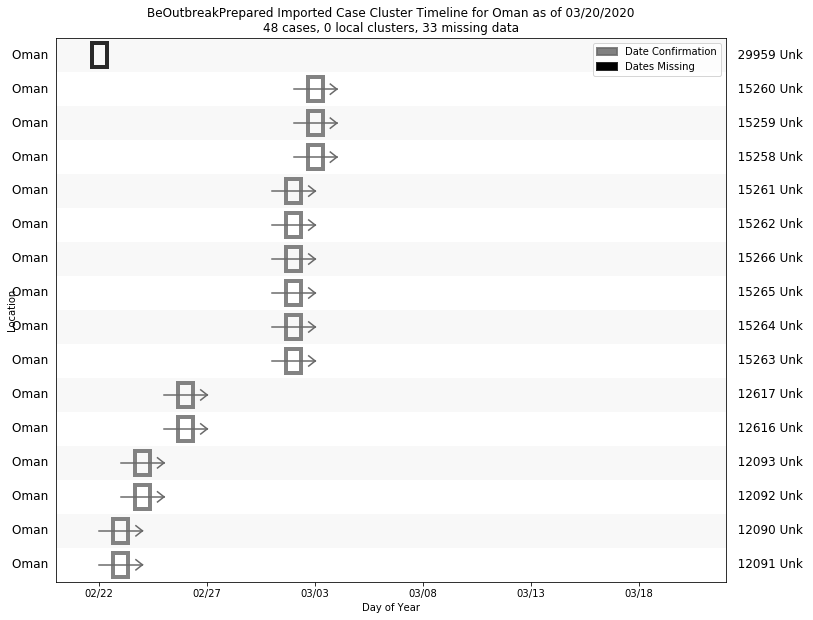 BeOutbreakPrepared Imported Case Cluster Timeline for Oman as of 03/20/2020
48 cases, 0 local clusters, 33 missing data
Date Confirmation
Dates Missing
Oman 29959 Unk
Oman 15260 Unk
Oman 15259 Unk
Oman 15258 Unk
Oman 15261 Unk
Oman 15262 Unk
Oman 15266 Unk
Oman 15265 Unk
Oman 15264 Unk
Oman 15263 Unk
Oman 12617 Unk
Oman 12616 Unk
Oman 12093 Unk
Oman 12092 Unk
Oman 12090 Unk
Oman 12091 Unk
Location
02/22 02/27 03/03 03/08 03/13 03/18
Day of Year